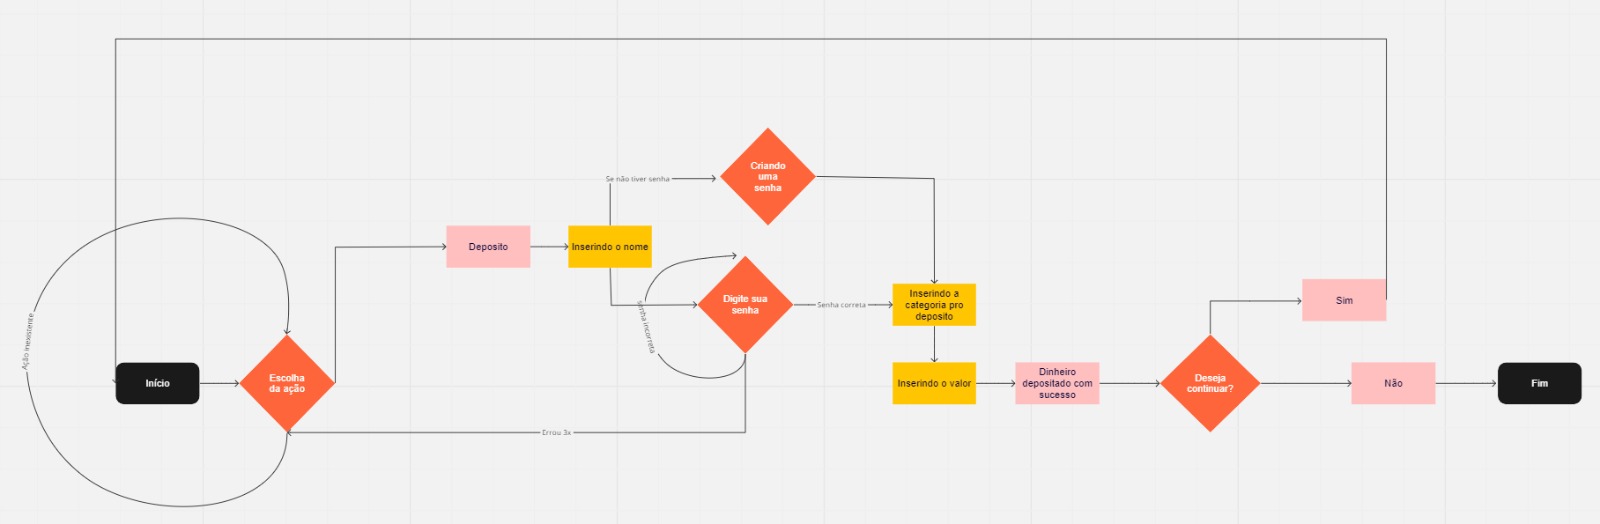 Criando
uma
senha
Se não tiver senha
Deposito
Inserindo o nome
Digite sua
senha
Senha incorreta
Senha correta
Inserindo a
categoria pro
deposito
Sim
Ação inexistente
Início
Escolha
da ação
Inserindo o valor
Dinheiro
depositado com
sucesso
Deseja
continuar?
Não
Fim
Errou 3x